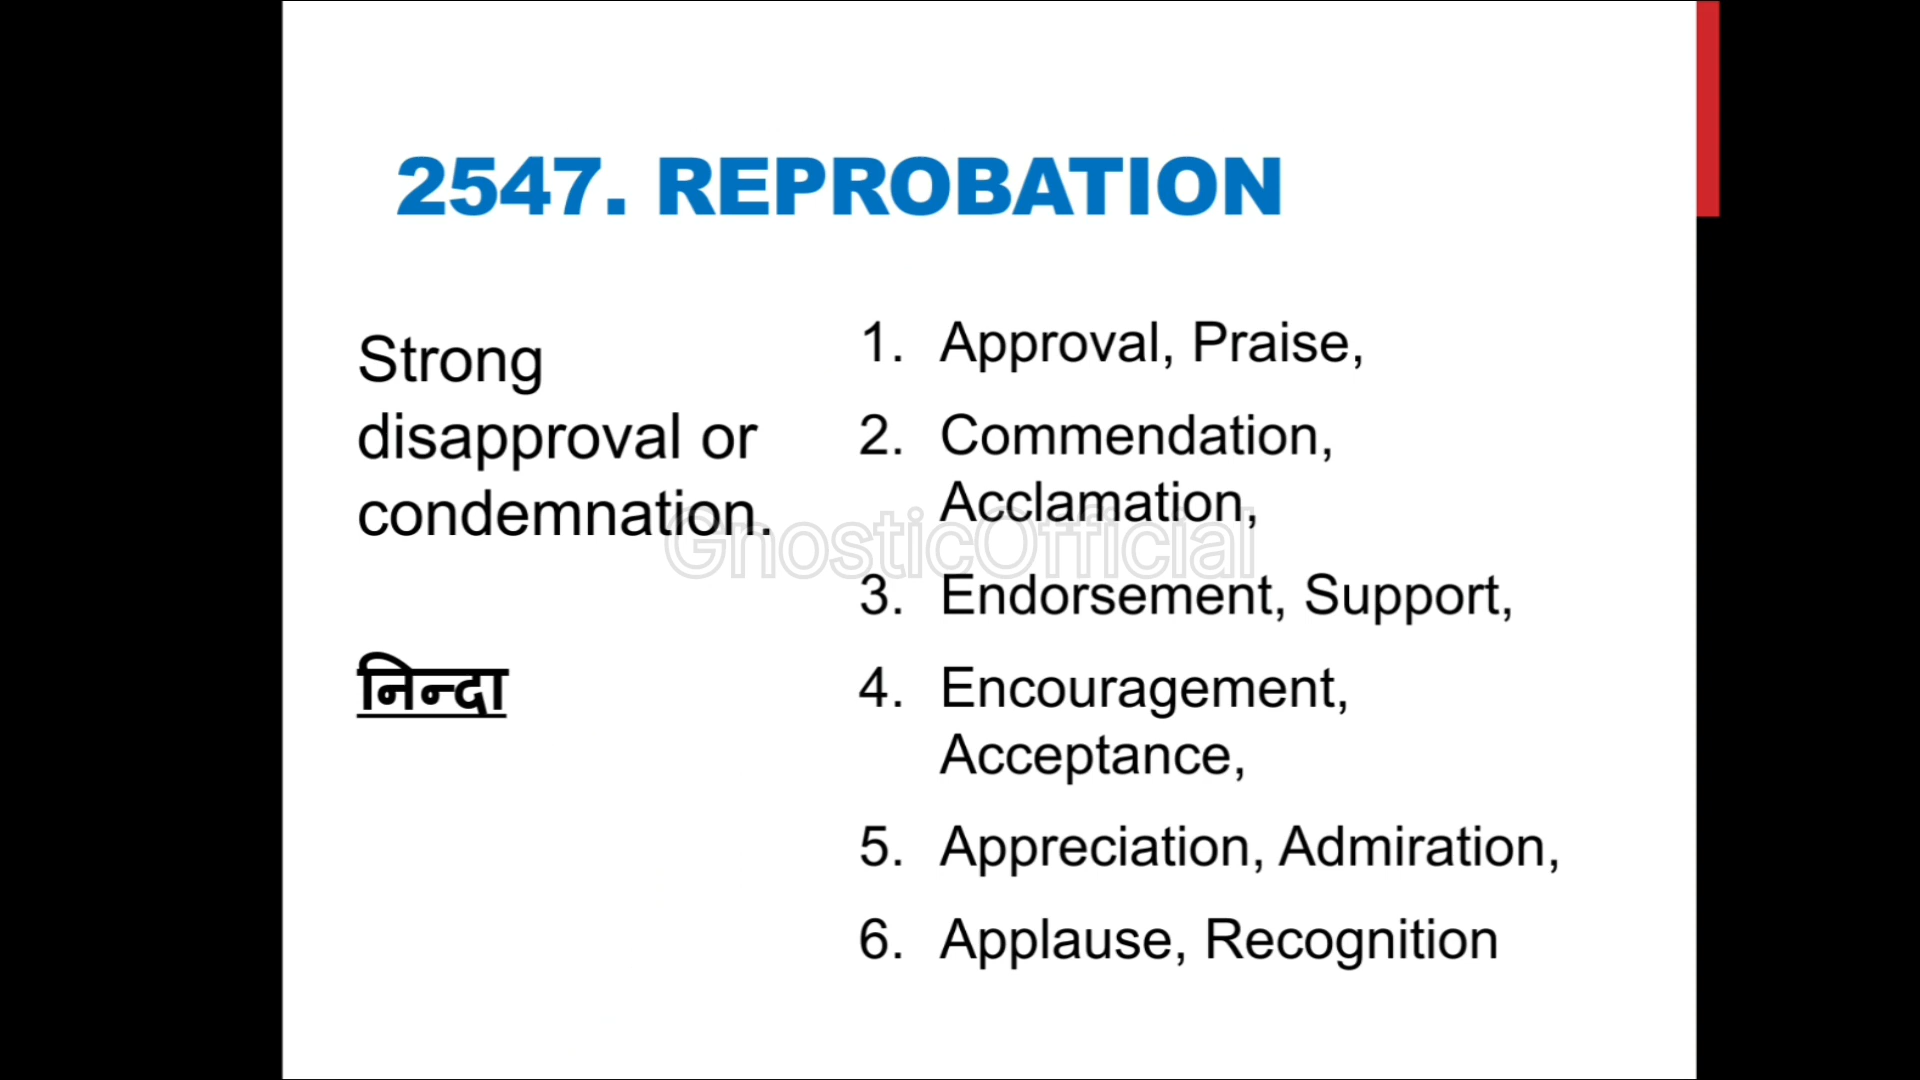 2547. REPROBATION
Strong
disapproval or
condemnation.
निन्दा
1. Approval, Praise,
2. Commendation,
Acclamation,
3. Endorsement, Support,
4. Encouragement,
Acceptance,
5. Appreciation, Admiration,
6. Applause, Recognition
GnosticOfficial